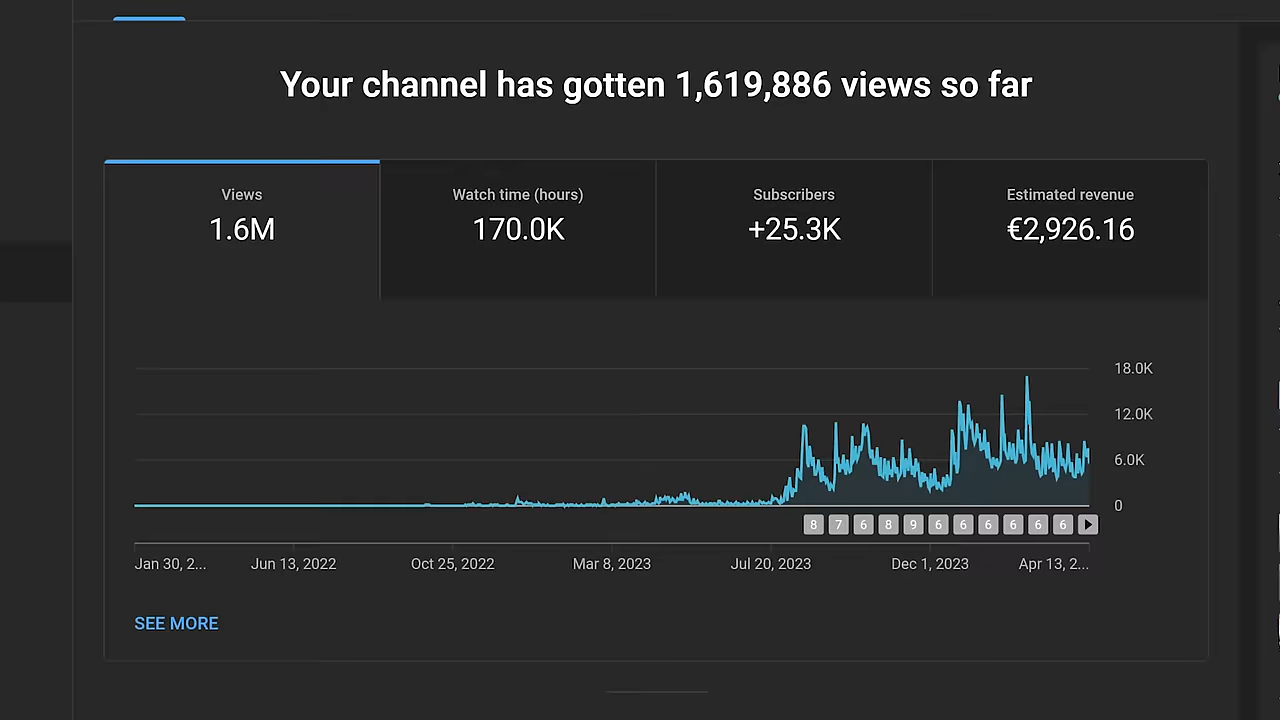 Your channel has gotten 1,619,886 views so far
Views
1.6M
Watch time (hours)
170.0K
Subscribers
+25.3K
Estimated revenue
€2,926.16
18.0K
12.0K
6.0K
0
8 7 6 8 9 6 6 6 6 6 6
Jan 30, 2... Jun 13, 2022 Oct 25, 2022 Mar 8, 2023 Jul 20, 2023 Dec 1, 2023 Apr 13, 2...
SEE MORE